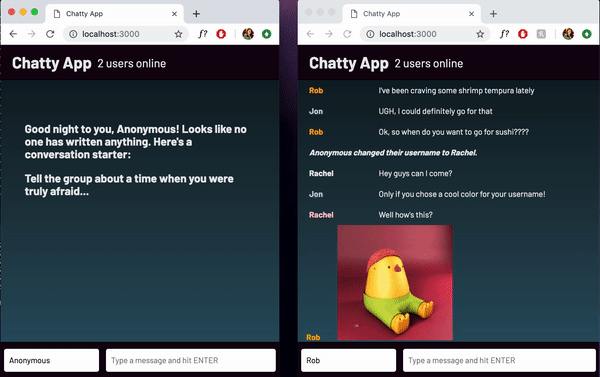 Chatty App
localhost:3000
Chatty App 2 users online
Good night to you, Anonymous! Looks like no
one has written anything. Here's a
conversation starter:
Tell the group about a time when you were
truly afraid...
Anonymous
Type a message and hit ENTER
Chatty App
localhost:3000
Chatty App 2 users online
Rob I've been craving some shrimp tempura lately
Jon UGH, I could definitely go for that
Rob Ok, so when do you want to go for sushi????
Anonymous changed their username to Rachel.
Rachel Hey guys can I come?
Jon Only if you chose a cool color for your username!
Rachel Well how's this?
Rob
Rob
Type a message and hit ENTER